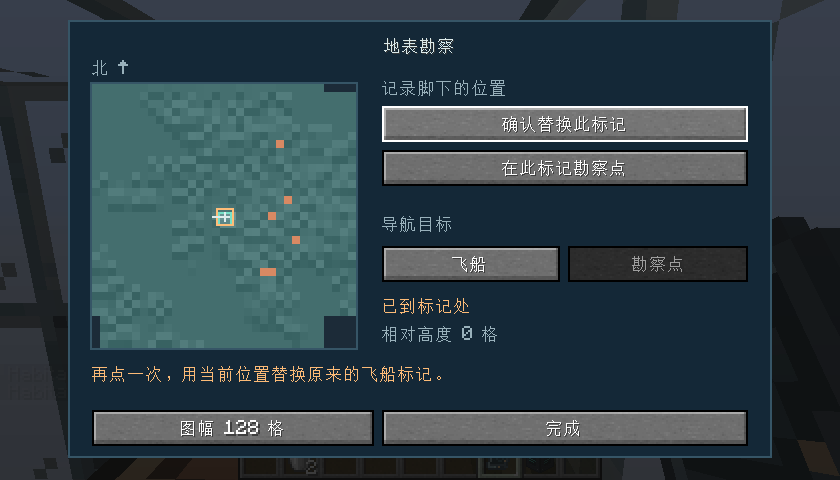 地表勘察
北
记录脚下的位置
确认替换此标记
在此标记勘察点
导航目标
飞船
勘察点
已到标记处
相对高度 0 格
再点一次，用当前位置替换原来的飞船标记。
图幅 128 格
完成
2